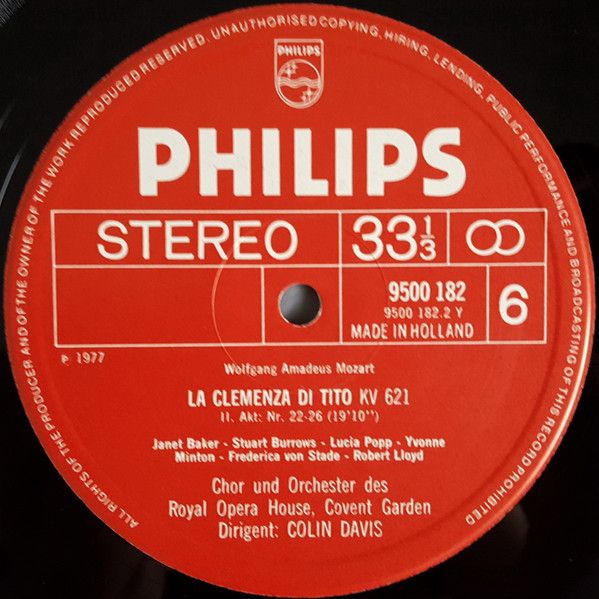 ALL RIGHTS OF THE PRODUCER AND OF THE OWNER OF THE WORK REPRODUCED RESERVED. UNAUTHORISED COPYING, HIRING, LENDING, PUBLIC PERFORMANCE AND BROADCASTING OF THIS RECORD PROHIBITED
PHILIPS
PHILIPS
STEREO 33 1/3
9500 182
9500 182.2 Y
MADE IN HOLLAND
6
P 1977
Wolfgang Amadeus Mozart
LA CLEMENZA DI TITO KV 621
II. Akt: Nr. 22-26 (19'10'')
Janet Baker - Stuart Burrows - Lucia Popp - Yvonne
Minton - Frederica von Stade - Robert Lloyd
Chor und Orchester des
Royal Opera House, Covent Garden
Dirigent: COLIN DAVIS